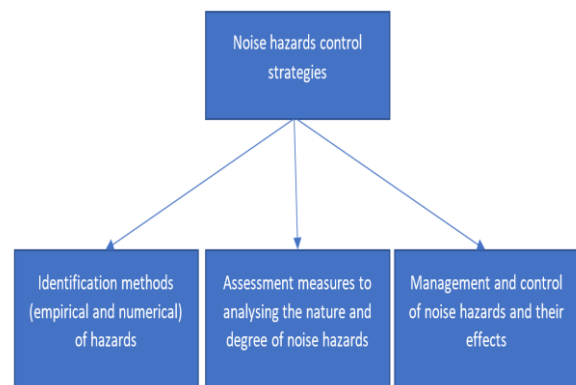 Noise hazards control
strategies
Identification methods
(empirical and numerical)
of hazards
Assessment measures to
analysing the nature and
degree of noise hazards
Management and control
of noise hazards and their
effects